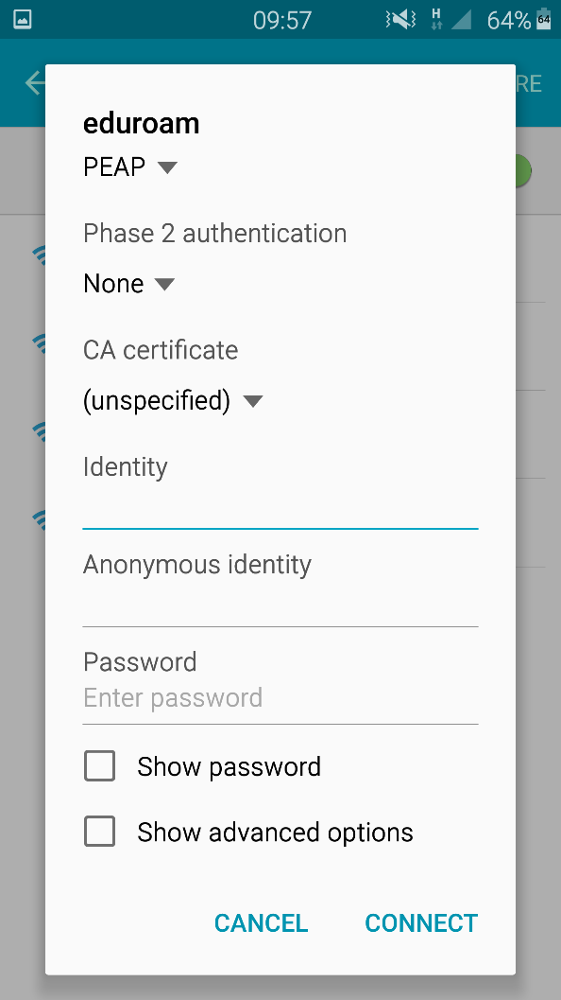 09:57
H
64%
64
RE
eduroam
PEAP
Phase 2 authentication
None
CA certificate
(unspecified)
Identity
Anonymous identity
Password
Enter password
Show password
Show advanced options
CANCEL
CONNECT